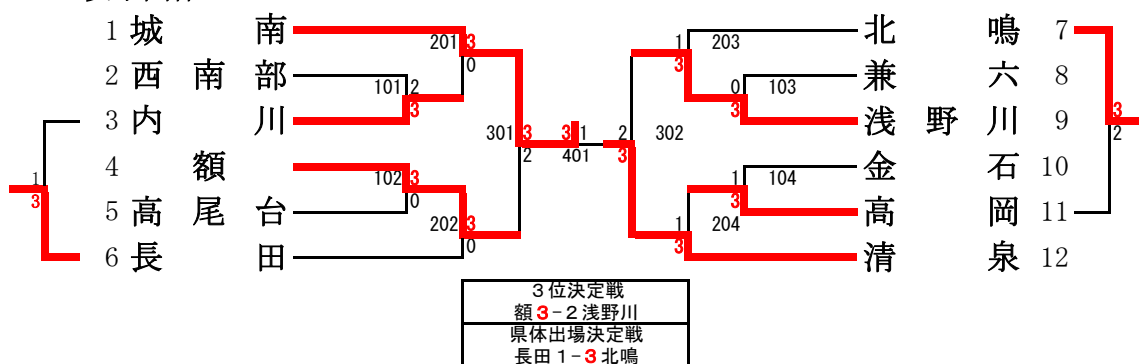 1 城 南 201 3 1 203 北 鳴 7
0 3
2 西 南 部 101 2 0 103 兼 六 8 3
3 内 川 3 3 浅 野 川 9 2
301 3 3 1 2 302
2 401 3
1 4 額 102 3 1 104 金 石 10
3 5 高 尾 台 0 3 高 岡 11
202 3 1 204
6 長 田 0 3 清 泉 12
3位決定戦
額3-2浅野川
県体出場決定戦
長田1-3北鳴